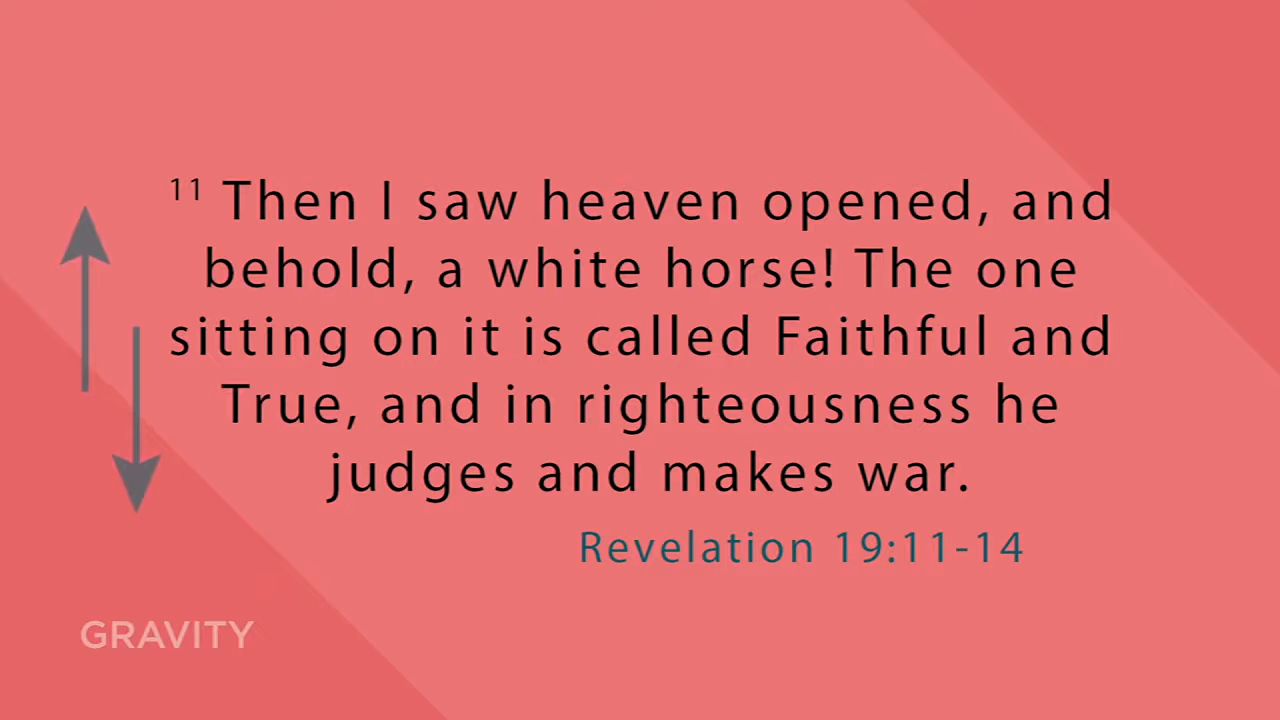 11 Then I saw heaven opened, and
behold, a white horse! The one
sitting on it is called Faithful and
True, and in righteousness he
judges and makes war.
Revelation 19:11-14
GRAVITY